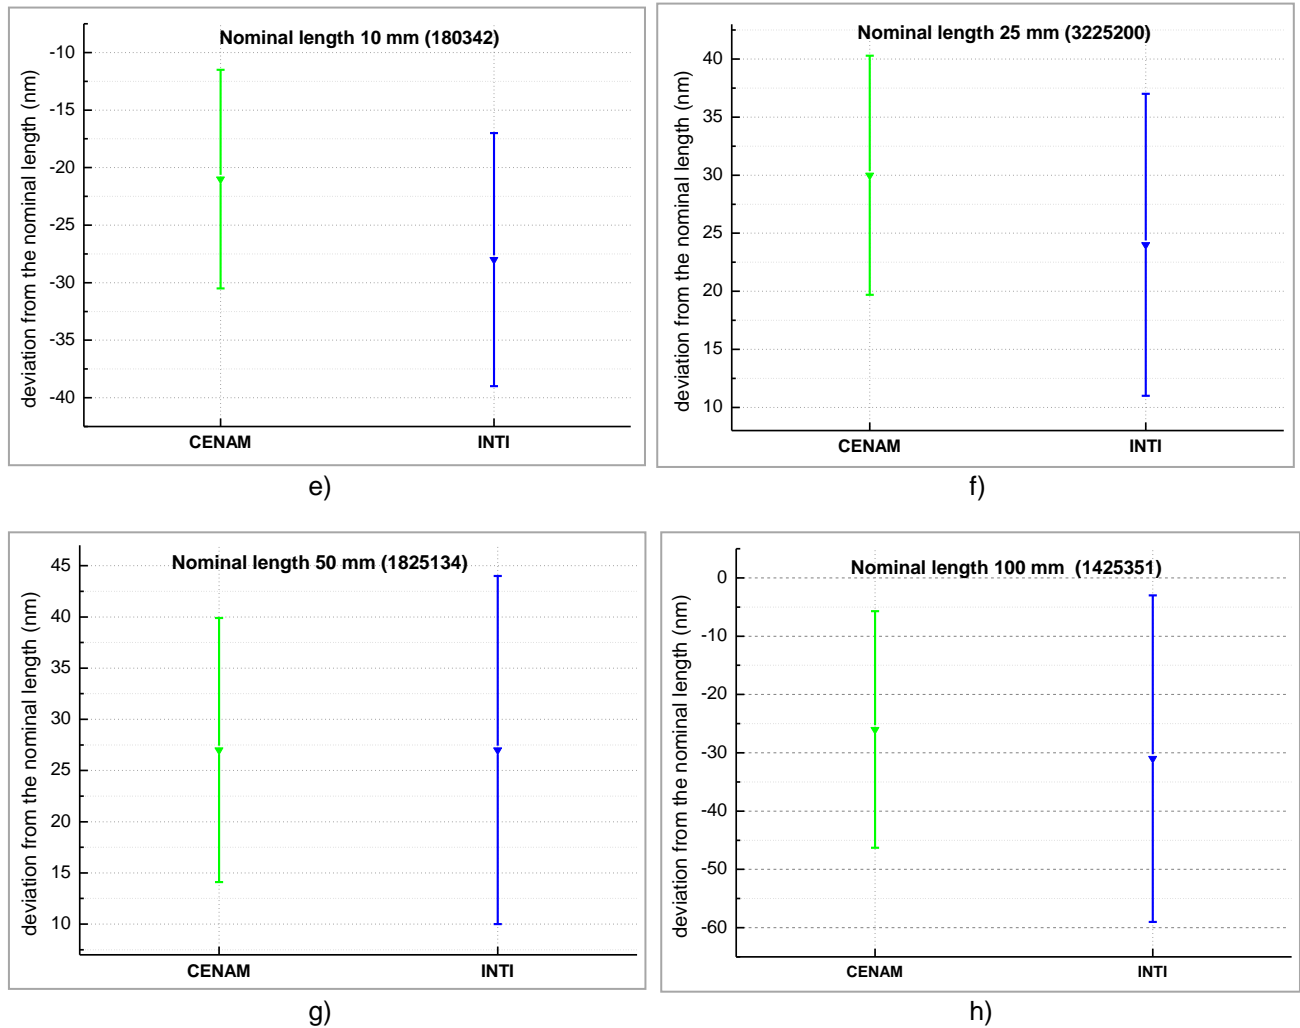 Nominal length 10 mm (180342)
deviation from the nominal length (nm)
-10
-15
-20
-25
-30
-35
-40
CENAM INTI
e)
Nominal length 25 mm (3225200)
deviation from the nominal length (nm)
40
35
30
25
20
15
10
CENAM INTI
f)
Nominal length 50 mm (1825134)
deviation from the nominal length (nm)
45
40
35
30
25
20
15
10
CENAM INTI
g)
Nominal length 100 mm (1425351)
deviation from the nominal length (nm)
0
-10
-20
-30
-40
-50
-60
CENAM INTI
h)